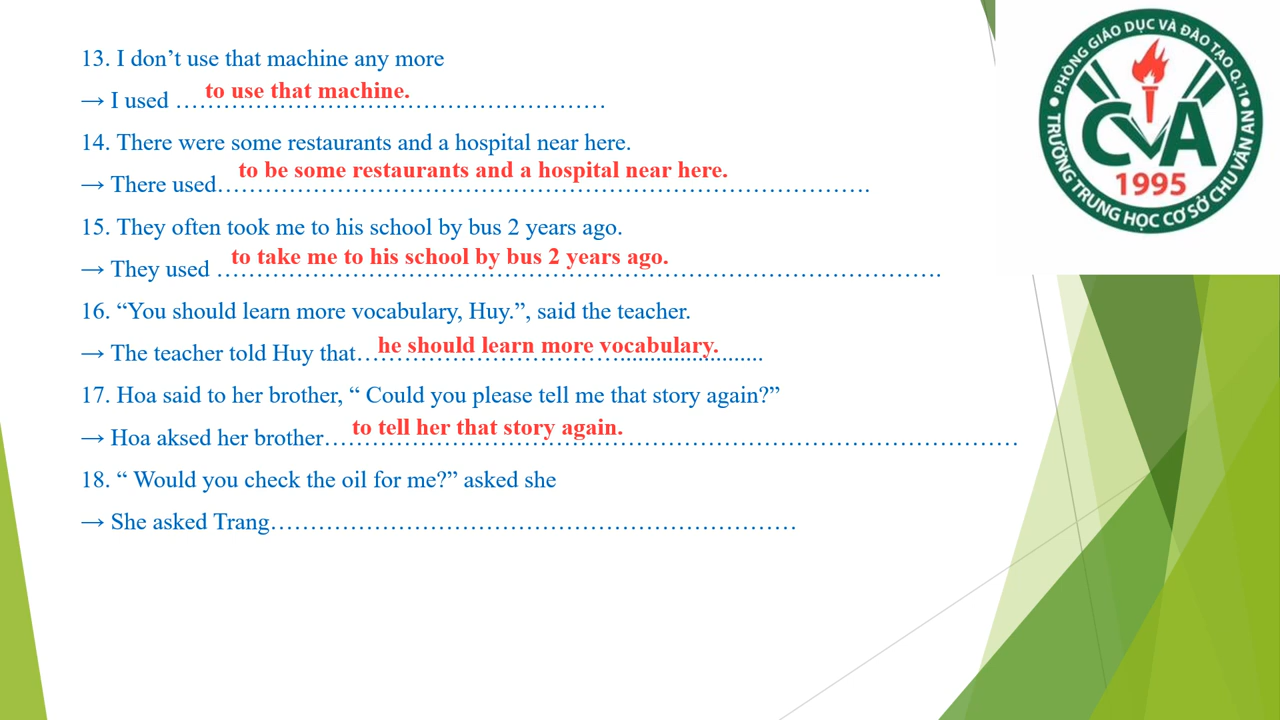 13. I don’t use that machine any more
→ I used ………………………………………………
to use that machine.
14. There were some restaurants and a hospital near here.
→ There used……………………………………………………………………….
to be some restaurants and a hospital near here.
15. They often took me to his school by bus 2 years ago.
→ They used ……………………………………………………………………………….
to take me to his school by bus 2 years ago.
16. “You should learn more vocabulary, Huy.”, said the teacher.
→ The teacher told Huy that……………………………........................
he should learn more vocabulary.
17. Hoa said to her brother, “ Could you please tell me that story again?”
→ Hoa aksed her brother……………………………………………………………………………
to tell her that story again.
18. “ Would you check the oil for me?” asked she
→ She asked Trang…………………………………………………………
PHÒNG GIÁO DỤC VÀ ĐÀO TẠO Q.11
CVA
1995
TRƯỜNG TRUNG HỌC CƠ SỞ CHU VĂN AN